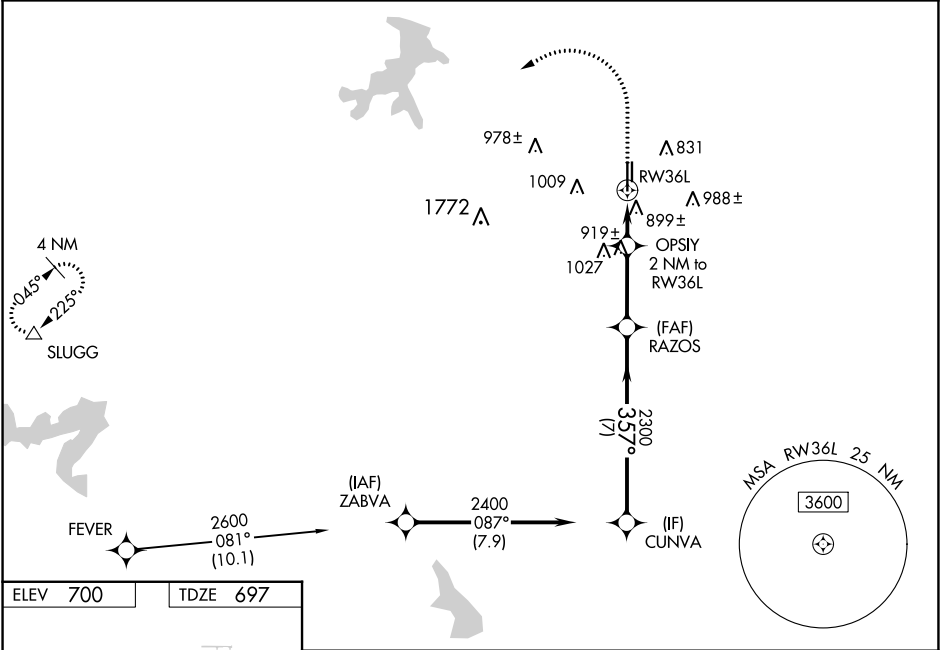 978±
831
1009
RW36L
988±
1772
899±
919±
OPSIY
2 NM to
RW36L
1027
4 NM
045°
225°
SLUGG
(FAF)
RAZOS
2300
357°
(7)
MSA RW36L 25 NM
3600
(IAF)
ZABVA
2400
087°
(7.9)
(IF)
CUNVA
FEVER
2600
081°
(10.1)
ELEV 700
TDZE 697